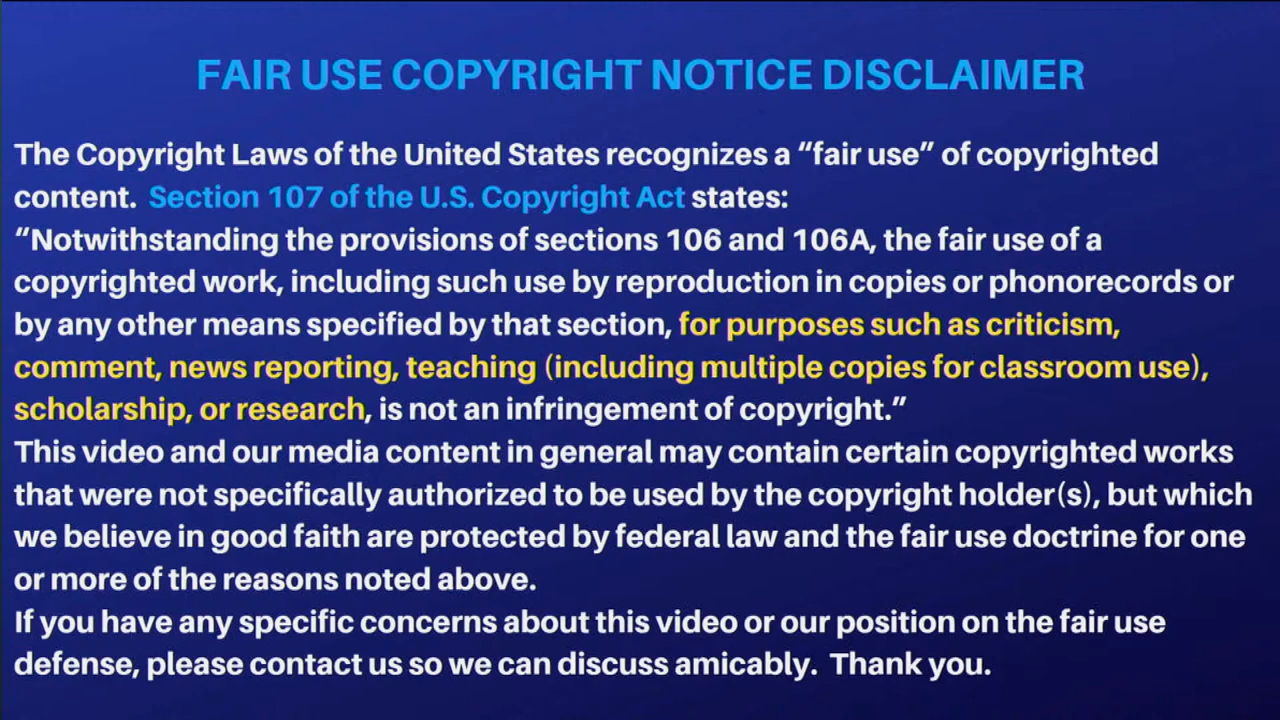 FAIR USE COPYRIGHT NOTICE DISCLAIMER
The Copyright Laws of the United States recognizes a “fair use” of copyrighted
content.  Section 107 of the U.S. Copyright Act states:
“Notwithstanding the provisions of sections 106 and 106A, the fair use of a
copyrighted work, including such use by reproduction in copies or phonorecords or
by any other means specified by that section, for purposes such as criticism,
comment, news reporting, teaching (including multiple copies for classroom use),
scholarship, or research, is not an infringement of copyright.”
This video and our media content in general may contain certain copyrighted works
that were not specifically authorized to be used by the copyright holder(s), but which
we believe in good faith are protected by federal law and the fair use doctrine for one
or more of the reasons noted above.
If you have any specific concerns about this video or our position on the fair use
defense, please contact us so we can discuss amicably.  Thank you.